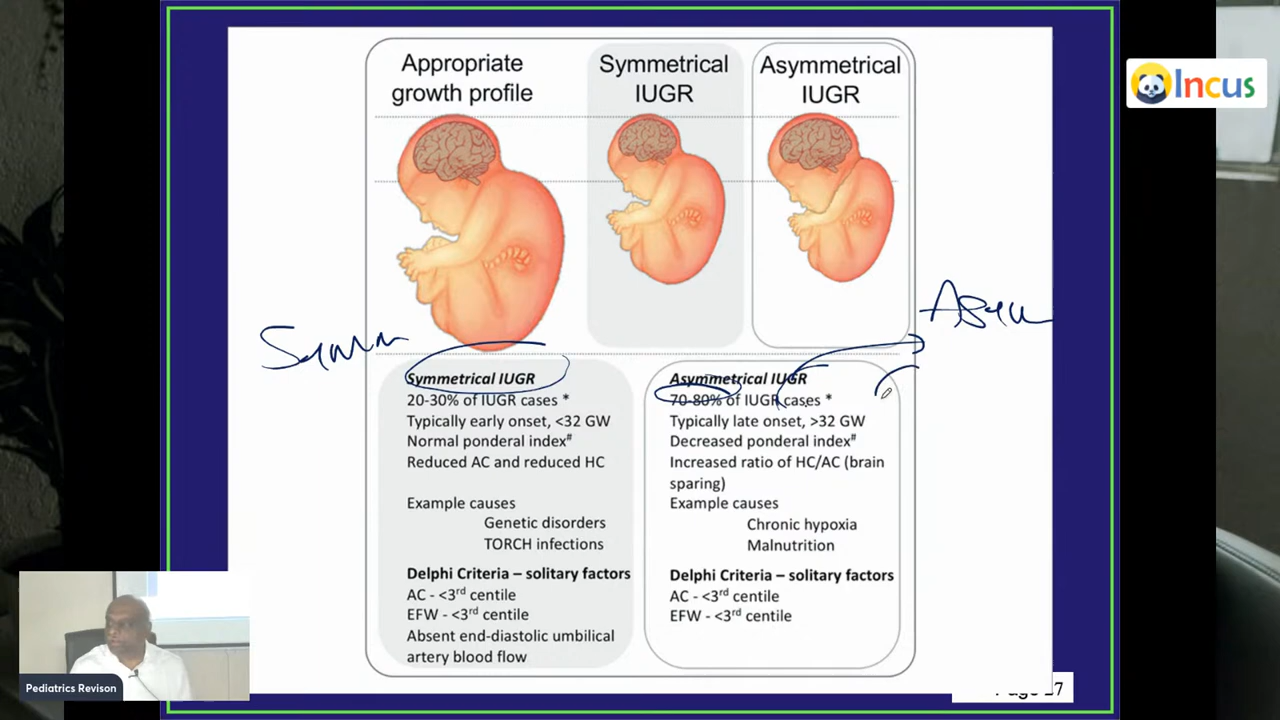 Appropriate
growth profile
Symmetrical
IUGR
Asymmetrical
IUGR
Incus
Symm
Asym
Symmetrical IUGR
20-30% of IUGR cases *
Typically early onset, <32 GW
Normal ponderal index#
Reduced AC and reduced HC
Example causes
Genetic disorders
TORCH infections
Delphi Criteria – solitary factors
AC - <3rd centile
EFW - <3rd centile
Absent end-diastolic umbilical
artery blood flow
Asymmetrical IUGR
70-80% of IUGR cases *
Typically late onset, >32 GW
Decreased ponderal index#
Increased ratio of HC/AC (brain
sparing)
Example causes
Chronic hypoxia
Malnutrition
Delphi Criteria – solitary factors
AC - <3rd centile
EFW - <3rd centile
Pediatrics Revison